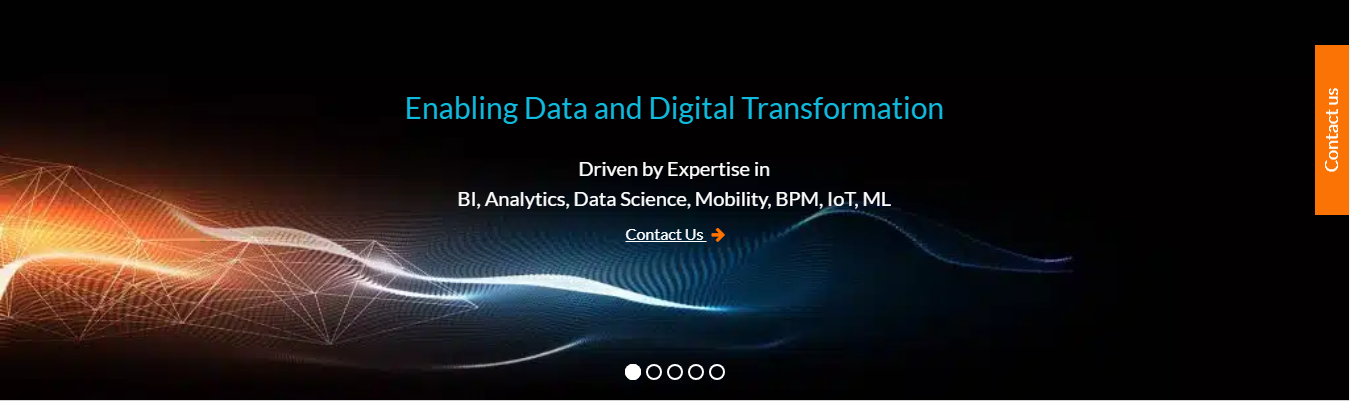 Enabling Data and Digital Transformation
Driven by Expertise in
BI, Analytics, Data Science, Mobility, BPM, IoT, ML
Contact Us
Contact us